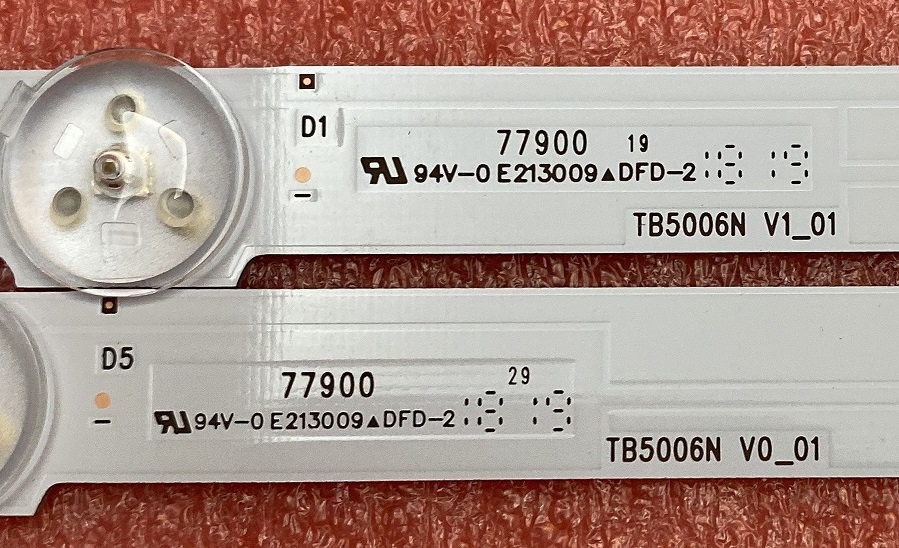 D1
77900 19
94V-0 E213009▲DFD-2
TB5006N V1_01
D5
77900 29
94V-0 E213009▲DFD-2
TB5006N V0_01